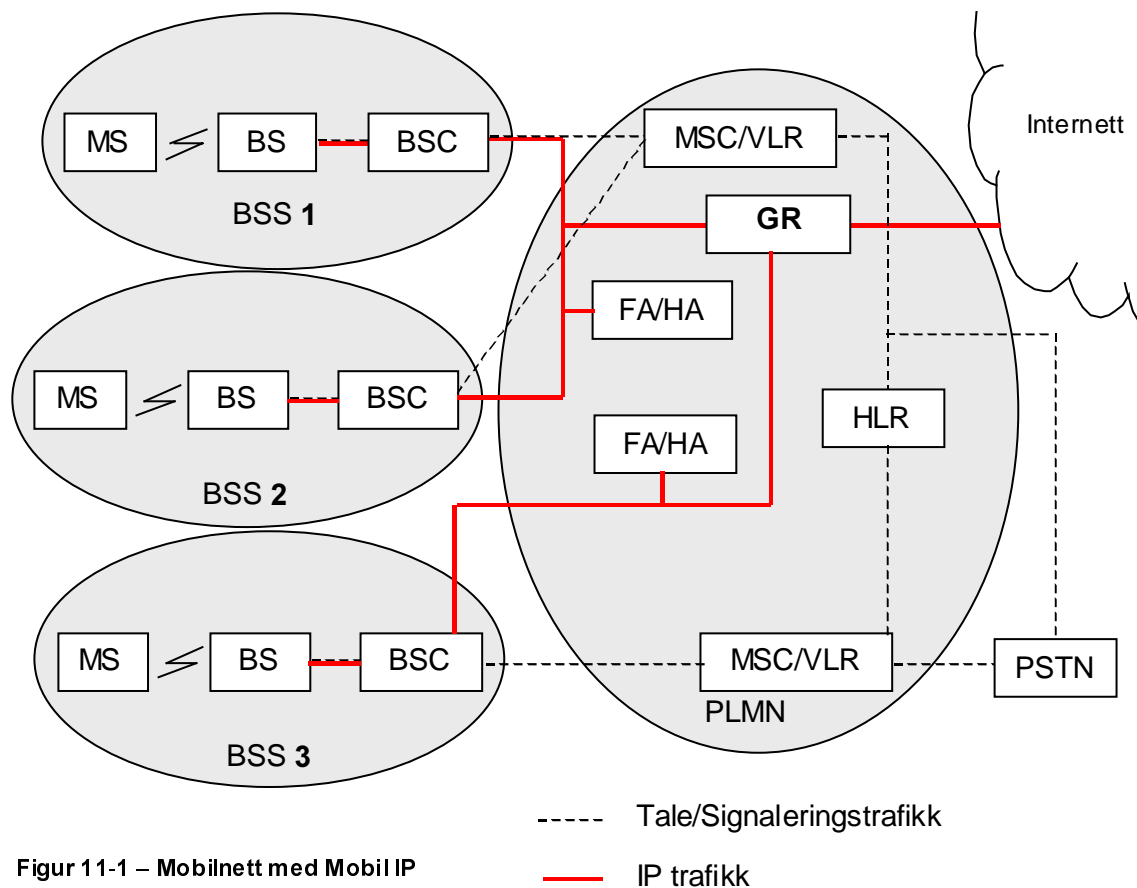 Internett
MS
BS
BSC
MSC/VLR
BSS 1
GR
FA/HA
MS
BS
BSC
HLR
FA/HA
BSS 2
MS
BS
BSC
MSC/VLR
PSTN
PLMN
BSS 3
Tale/Signaleringstrafikk
Figur 11-1 – Mobilnett med Mobil IP
IP trafikk